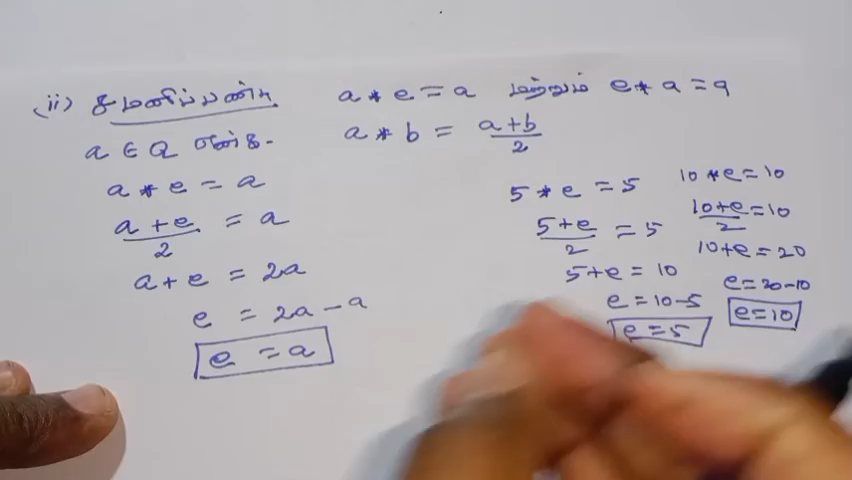 (ii) சமனிப்பண்பு
a * e = a மற்றும் e * a = a
a * b = a+b/2
a ∈ Q என்க.
a * e = a
a+e/2 = a
a + e = 2a
e = 2a - a
e = a
5 * e = 5
5+e/2 = 5
5+e = 10
e = 10-5
e = 5
10 * e = 10
10+e/2 = 10
10+e = 20
e = 20-10
e = 10